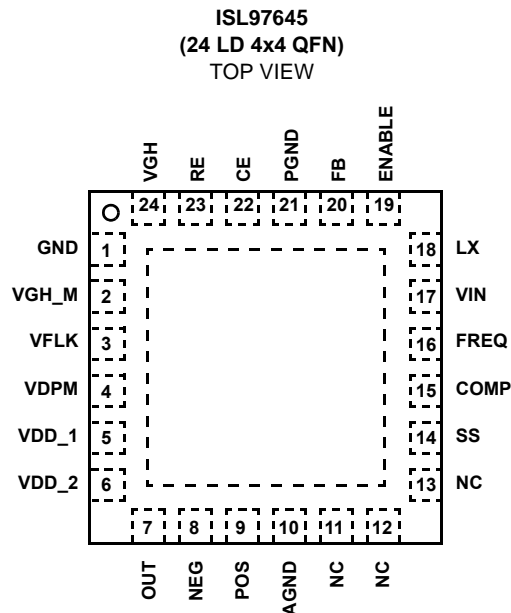 ISL97645
(24 LD 4x4 QFN)
TOP VIEW
VGH
RE
CE
PGND
FB
ENABLE
24
23
22
21
20
19
GND 1
VGH_M 2
VFLK 3
VDPM 4
VDD_1 5
VDD_2 6
18 LX
17 VIN
16 FREQ
15 COMP
14 SS
13 NC
7
8
9
10
11
12
OUT
NEG
POS
AGND
NC
NC